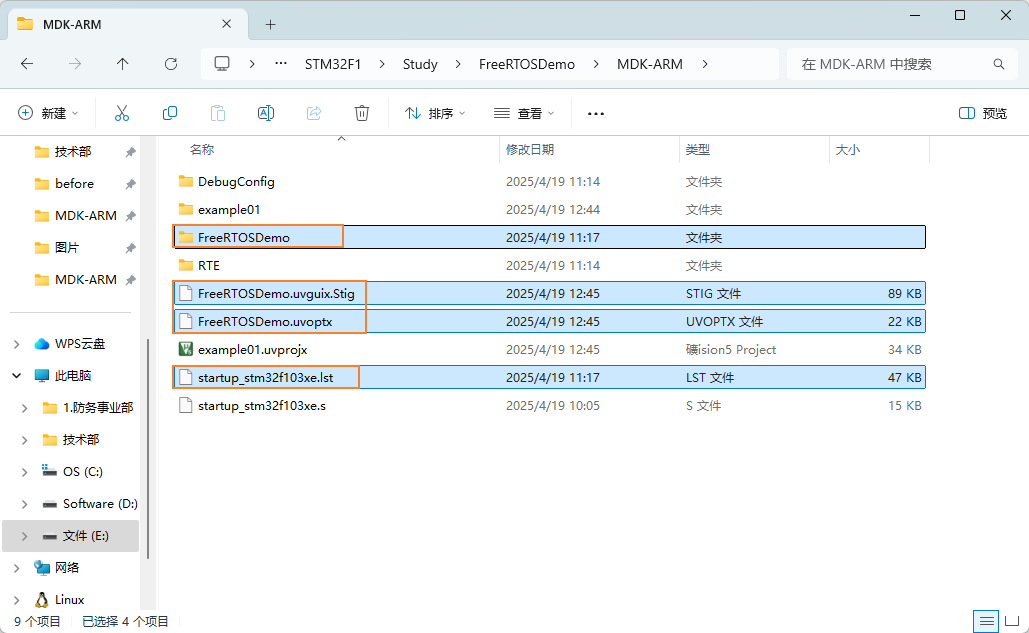 MDK-ARM
STM32F1 Study FreeRTOSDemo MDK-ARM
在 MDK-ARM 中搜索
新建 排序 查看 预览
技术部
before
MDK-ARM
图片
MDK-ARM
WPS云盘
此电脑
1.防务事业部
技术部
OS (C:)
Software (D:)
文件 (E:)
网络
Linux
名称 修改日期 类型 大小
DebugConfig 2025/4/19 11:14 文件夹
example01 2025/4/19 12:44 文件夹
FreeRTOSDemo 2025/4/19 11:17 文件夹
RTE 2025/4/19 11:14 文件夹
FreeRTOSDemo.uvguix.Stig 2025/4/19 12:45 STIG 文件 89 KB
FreeRTOSDemo.uvoptx 2025/4/19 12:45 UVOPTX 文件 22 KB
example01.uvprojx 2025/4/19 12:45 礦ision5 Project 34 KB
startup_stm32f103xe.lst 2025/4/19 11:17 LST 文件 47 KB
startup_stm32f103xe.s 2025/4/19 10:05 S 文件 15 KB
9 个项目 已选择 4 个项目